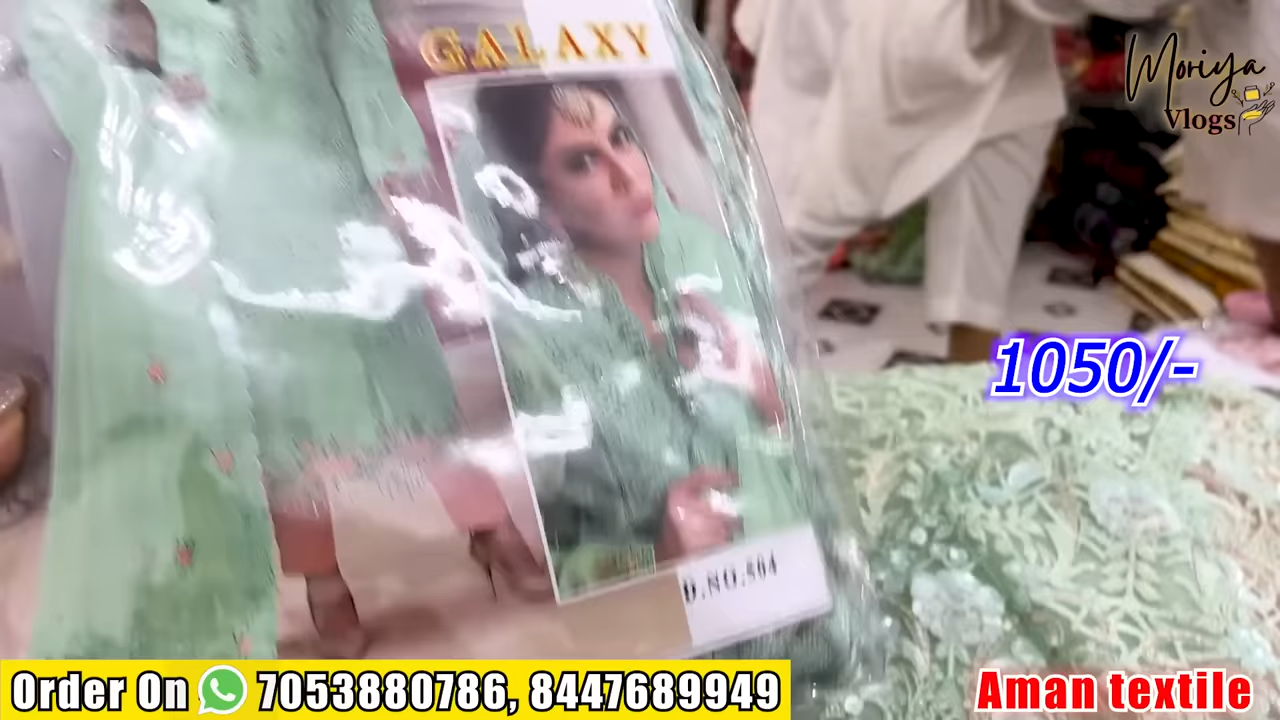 GALAXY
Moriya
Vlogs
1050/-
D.NO.504
Order On 7053880786, 8447689949
Aman textile